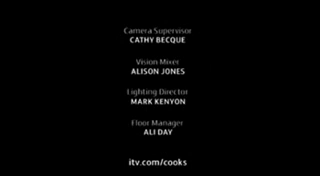 Camera Supervisor
CATHY BECQUE
Vision Mixer
ALISON JONES
Lighting Director
MARK KENYON
Floor Manager
ALI DAY
itv.com/cooks